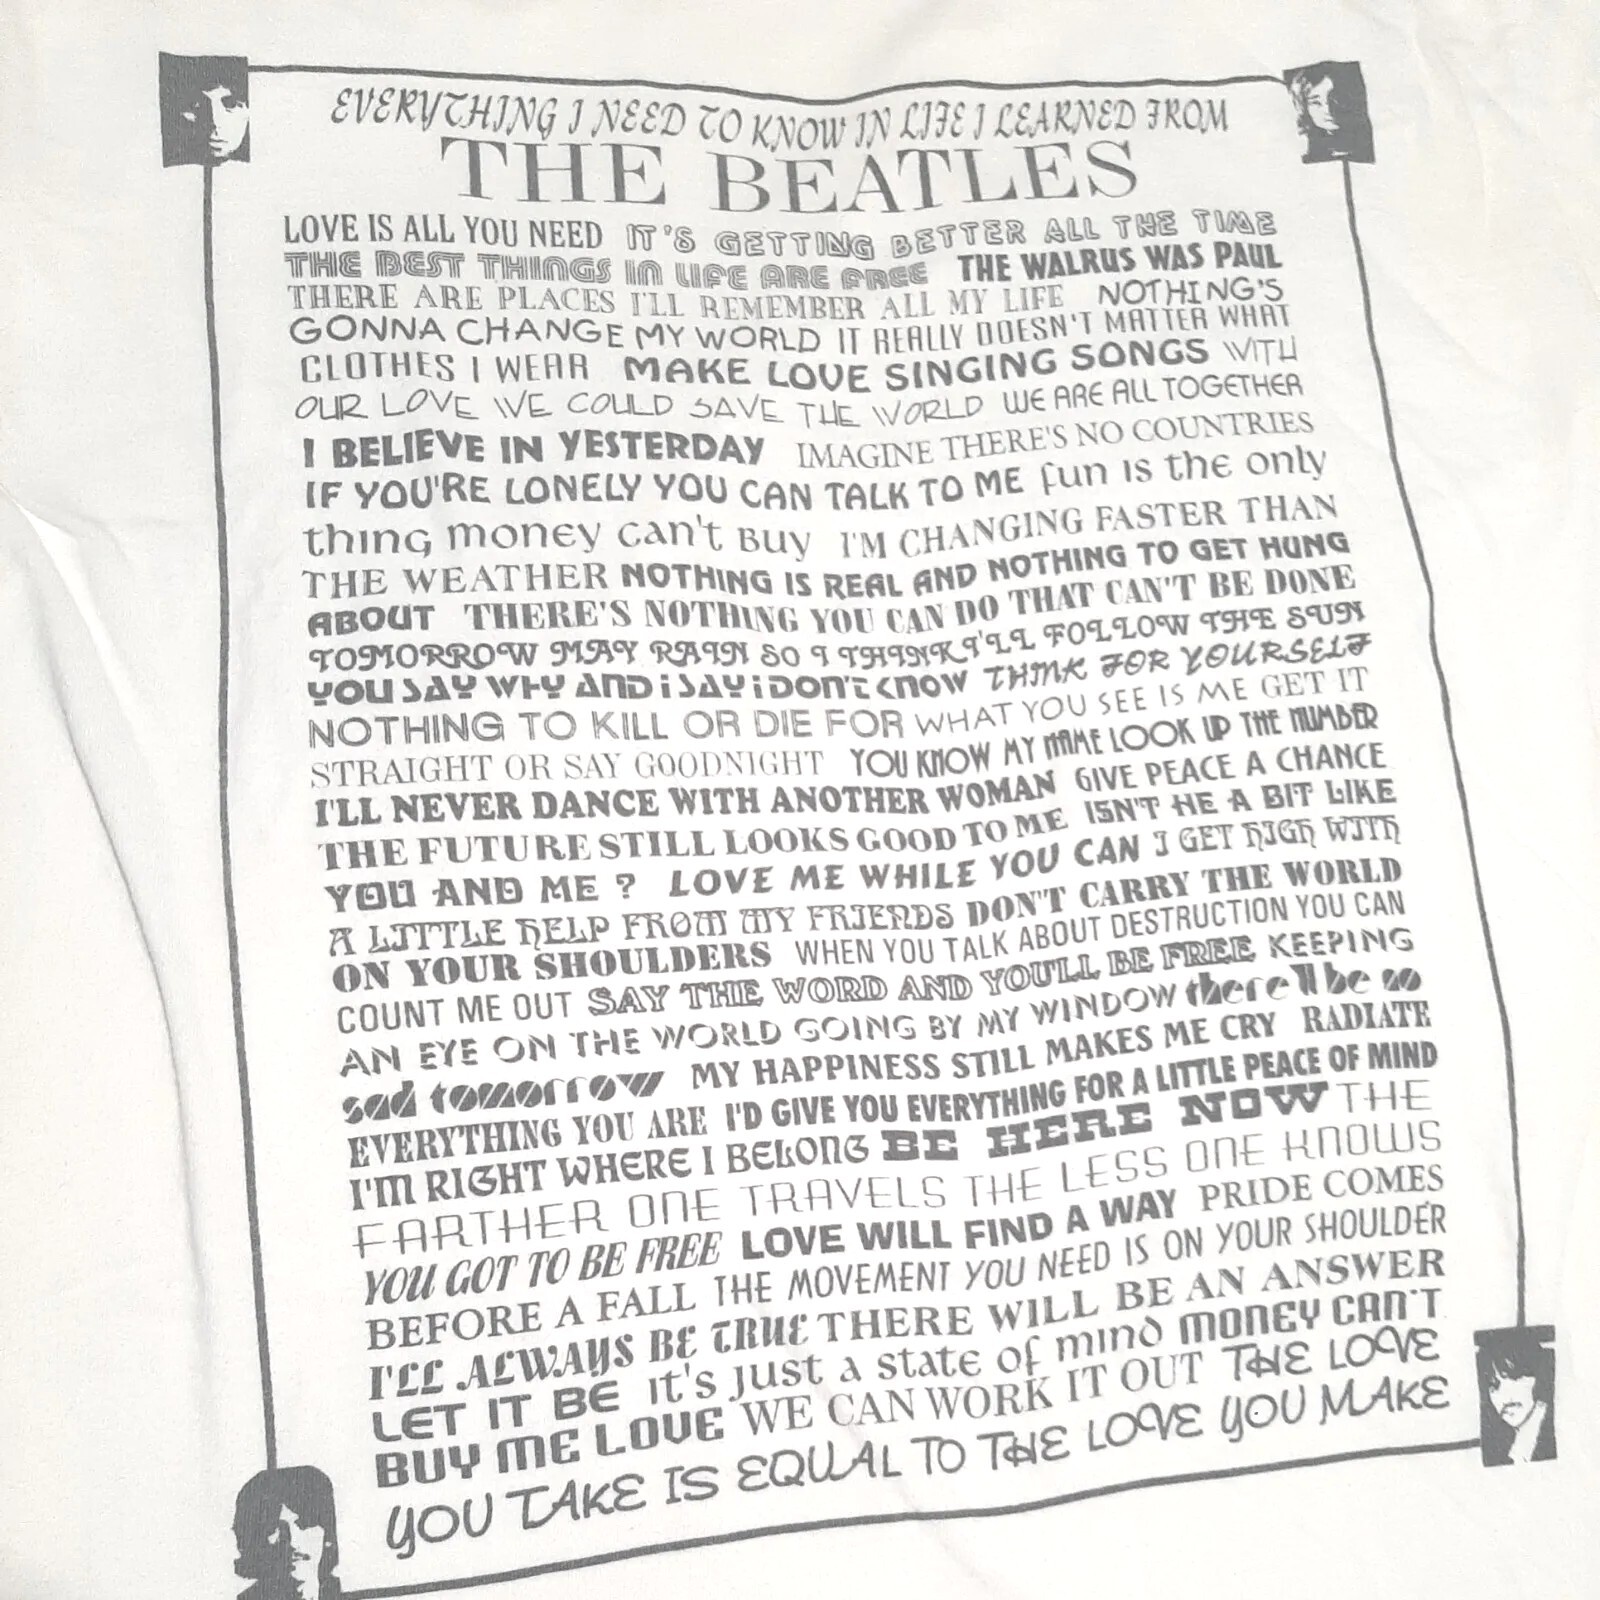 EVERYTHING I NEED TO KNOW IN LIFE I LEARNED FROM
THE BEATLES
LOVE IS ALL YOU NEED IT'S GETTING BETTER ALL THE TIME
THE BEST THINGS IN LIFE ARE FREE THE WALRUS WAS PAUL
THERE ARE PLACES I'LL REMEMBER ALL MY LIFE NOTHING'S
GONNA CHANGE MY WORLD IT REALLY DOESN'T MATTER WHAT
CLOTHES I WEAR MAKE LOVE SINGING SONGS WITH
OUR LOVE WE COULD SAVE THE WORLD WE ARE ALL TOGETHER
I BELIEVE IN YESTERDAY IMAGINE THERE'S NO COUNTRIES
IF YOU'RE LONELY YOU CAN TALK TO ME fun is the only
thing money can't buy I'M CHANGING FASTER THAN
THE WEATHER NOTHING IS REAL AND NOTHING TO GET HUNG
ABOUT THERE'S NOTHING YOU CAN DO THAT CAN'T BE DONE
TOMORROW MAY RAIN SO I THINK I'LL FOLLOW THE SUN
YOU SAY WHY AND i SAY i DON'T KNOW THINK FOR YOURSELF
NOTHING TO KILL OR DIE FOR WHAT YOU SEE IS ME GET IT
STRAIGHT OR SAY GOODNIGHT YOU KNOW MY NAME LOOK UP THE NUMBER
I'LL NEVER DANCE WITH ANOTHER WOMAN GIVE PEACE A CHANCE
THE FUTURE STILL LOOKS GOOD TO ME ISN'T HE A BIT LIKE
YOU AND ME ? LOVE ME WHILE YOU CAN I GET HIGH WITH
A LITTLE HELP FROM MY FRIENDS DON'T CARRY THE WORLD
ON YOUR SHOULDERS WHEN YOU TALK ABOUT DESTRUCTION YOU CAN
COUNT ME OUT SAY THE WORD AND YOU'LL BE FREE KEEPING
AN EYE ON THE WORLD GOING BY MY WINDOW there'll be no
sad tomorrow MY HAPPINESS STILL MAKES ME CRY RADIATE
EVERYTHING YOU ARE I'D GIVE YOU EVERYTHING FOR A LITTLE PEACE OF MIND
I'M RIGHT WHERE I BELONG BE HERE NOW THE
FARTHER ONE TRAVELS THE LESS ONE KNOWS
YOU GOT TO BE FREE LOVE WILL FIND A WAY PRIDE COMES
BEFORE A FALL THE MOVEMENT YOU NEED IS ON YOUR SHOULDER
I'LL ALWAYS BE TRUE THERE WILL BE AN ANSWER
LET IT BE it's just a state of mind MONEY CAN'T
BUY ME LOVE WE CAN WORK IT OUT THE LOVE
YOU TAKE IS EQUAL TO THE LOVE YOU MAKE